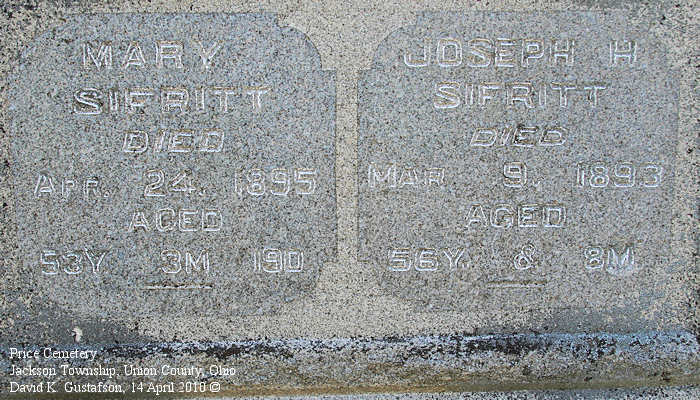 MARY
SIFRITT
DIED
APR. 24. 1895
AGED
53Y 3M 19D
JOSEPH H
SIFRITT
DIED
MAR 9. 1893
AGED
56Y. & 8M
Price Cemetery
Jackson Township, Union County, Ohio
David K. Gustafson, 14 April 2018 ©